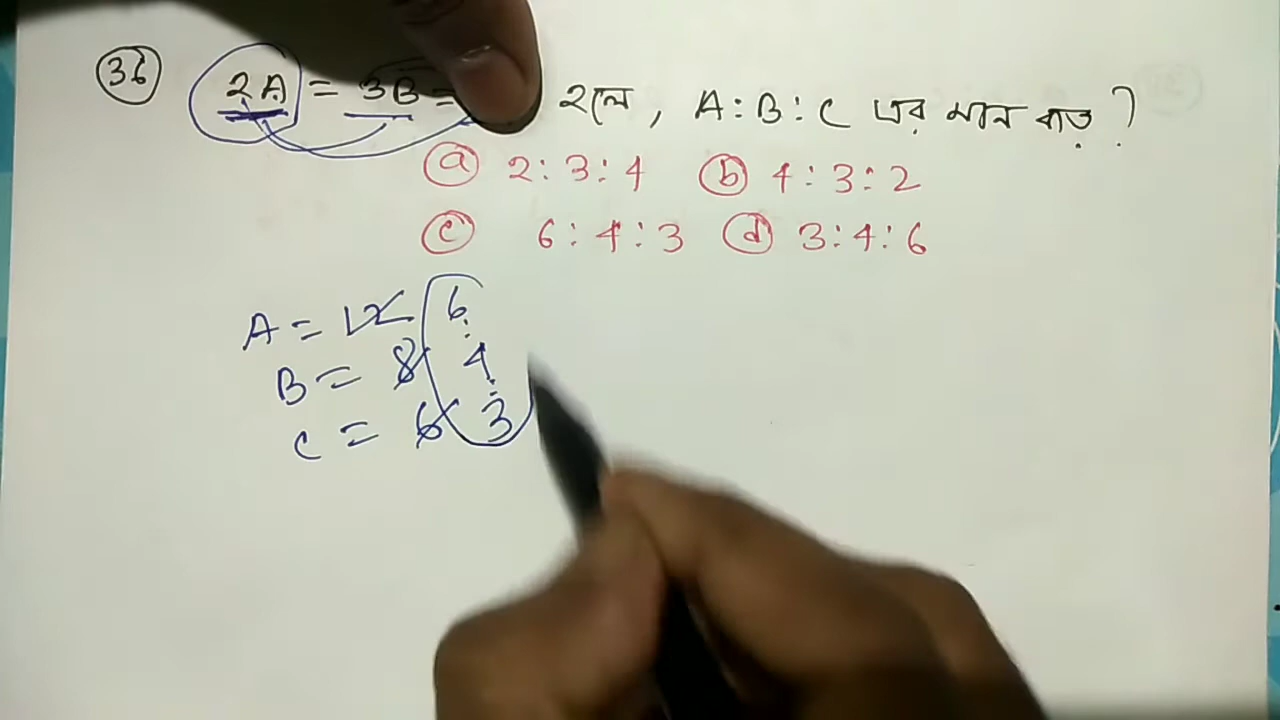 36 2A = 3B = হলে, A:B:C এর মান কত ?
ⓐ 2:3:4 ⓑ 4:3:2
ⓒ 6:4:3 ⓓ 3:4:6
A = 12 6 :
B = 8 4 :
C = 6 3